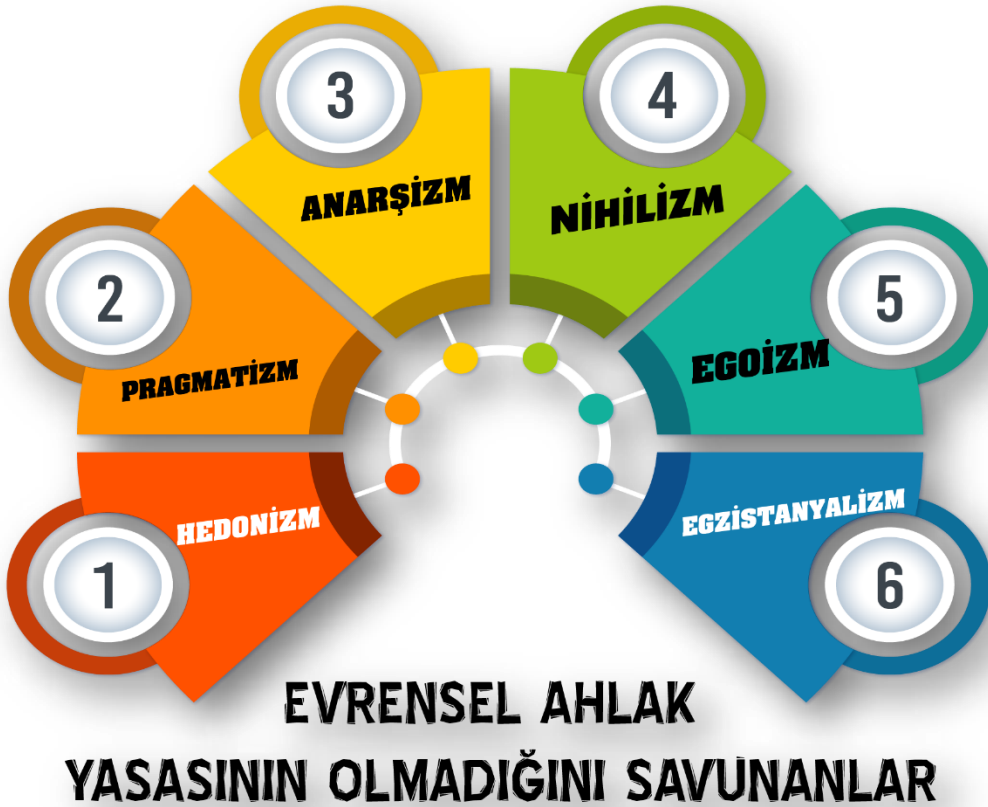 1
HEDONİZM
2
PRAGMATİZM
3
ANARŞİZM
4
NİHİLİZM
5
EGOİZM
6
EGZİSTANYALİZM
EVRENSEL AHLAK
YASASININ OLMADIĞINI SAVUNANLAR